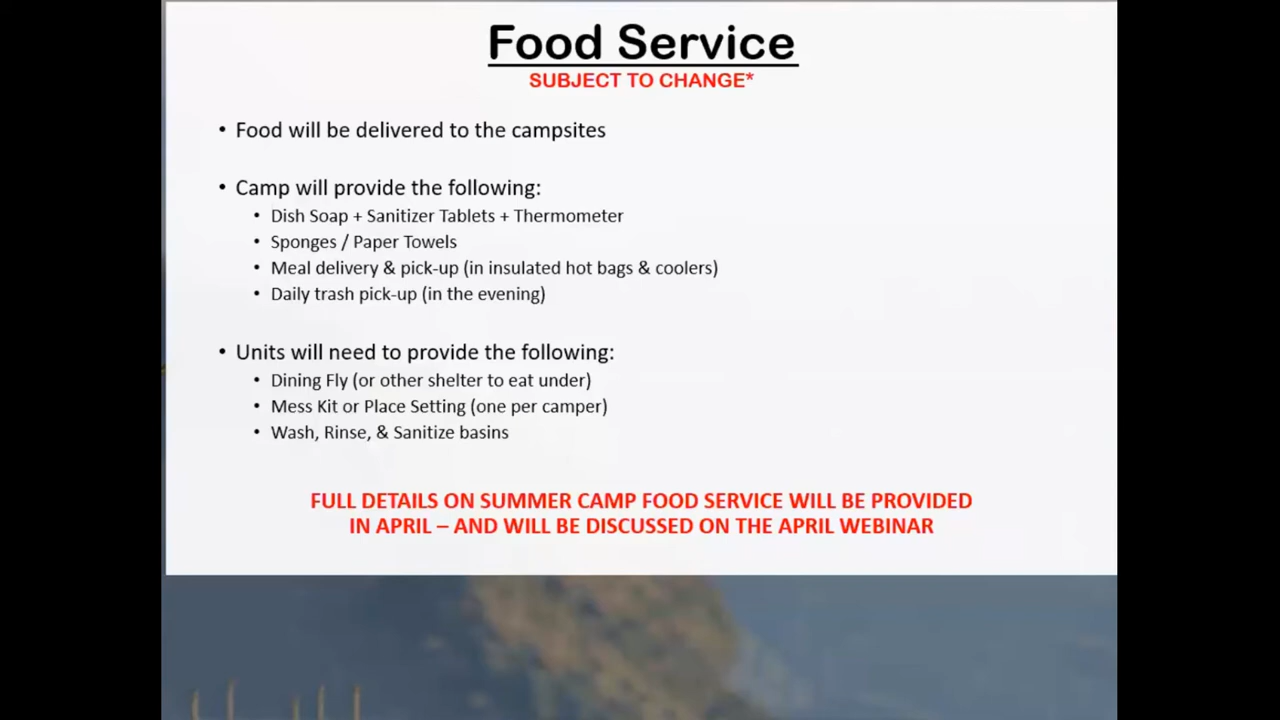 Food Service
SUBJECT TO CHANGE*
• Food will be delivered to the campsites
• Camp will provide the following:
• Dish Soap + Sanitizer Tablets + Thermometer
• Sponges / Paper Towels
• Meal delivery & pick-up (in insulated hot bags & coolers)
• Daily trash pick-up (in the evening)
• Units will need to provide the following:
• Dining Fly (or other shelter to eat under)
• Mess Kit or Place Setting (one per camper)
• Wash, Rinse, & Sanitize basins
FULL DETAILS ON SUMMER CAMP FOOD SERVICE WILL BE PROVIDED
IN APRIL – AND WILL BE DISCUSSED ON THE APRIL WEBINAR